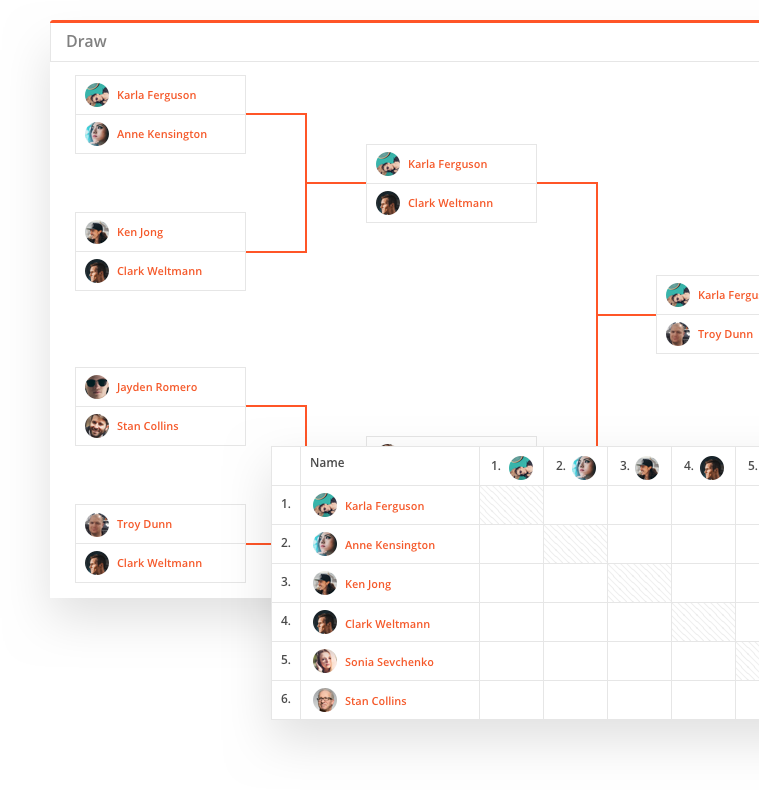 Draw
Karla Ferguson
Anne Kensington
Karla Ferguson
Clark Weltmann
Ken Jong
Clark Weltmann
Karla Fergu
Troy Dunn
Jayden Romero
Stan Collins
Troy Dunn
Clark Weltmann
Name 1. 2. 3. 4. 5.
1. Karla Ferguson
2. Anne Kensington
3. Ken Jong
4. Clark Weltmann
5. Sonia Sevchenko
6. Stan Collins